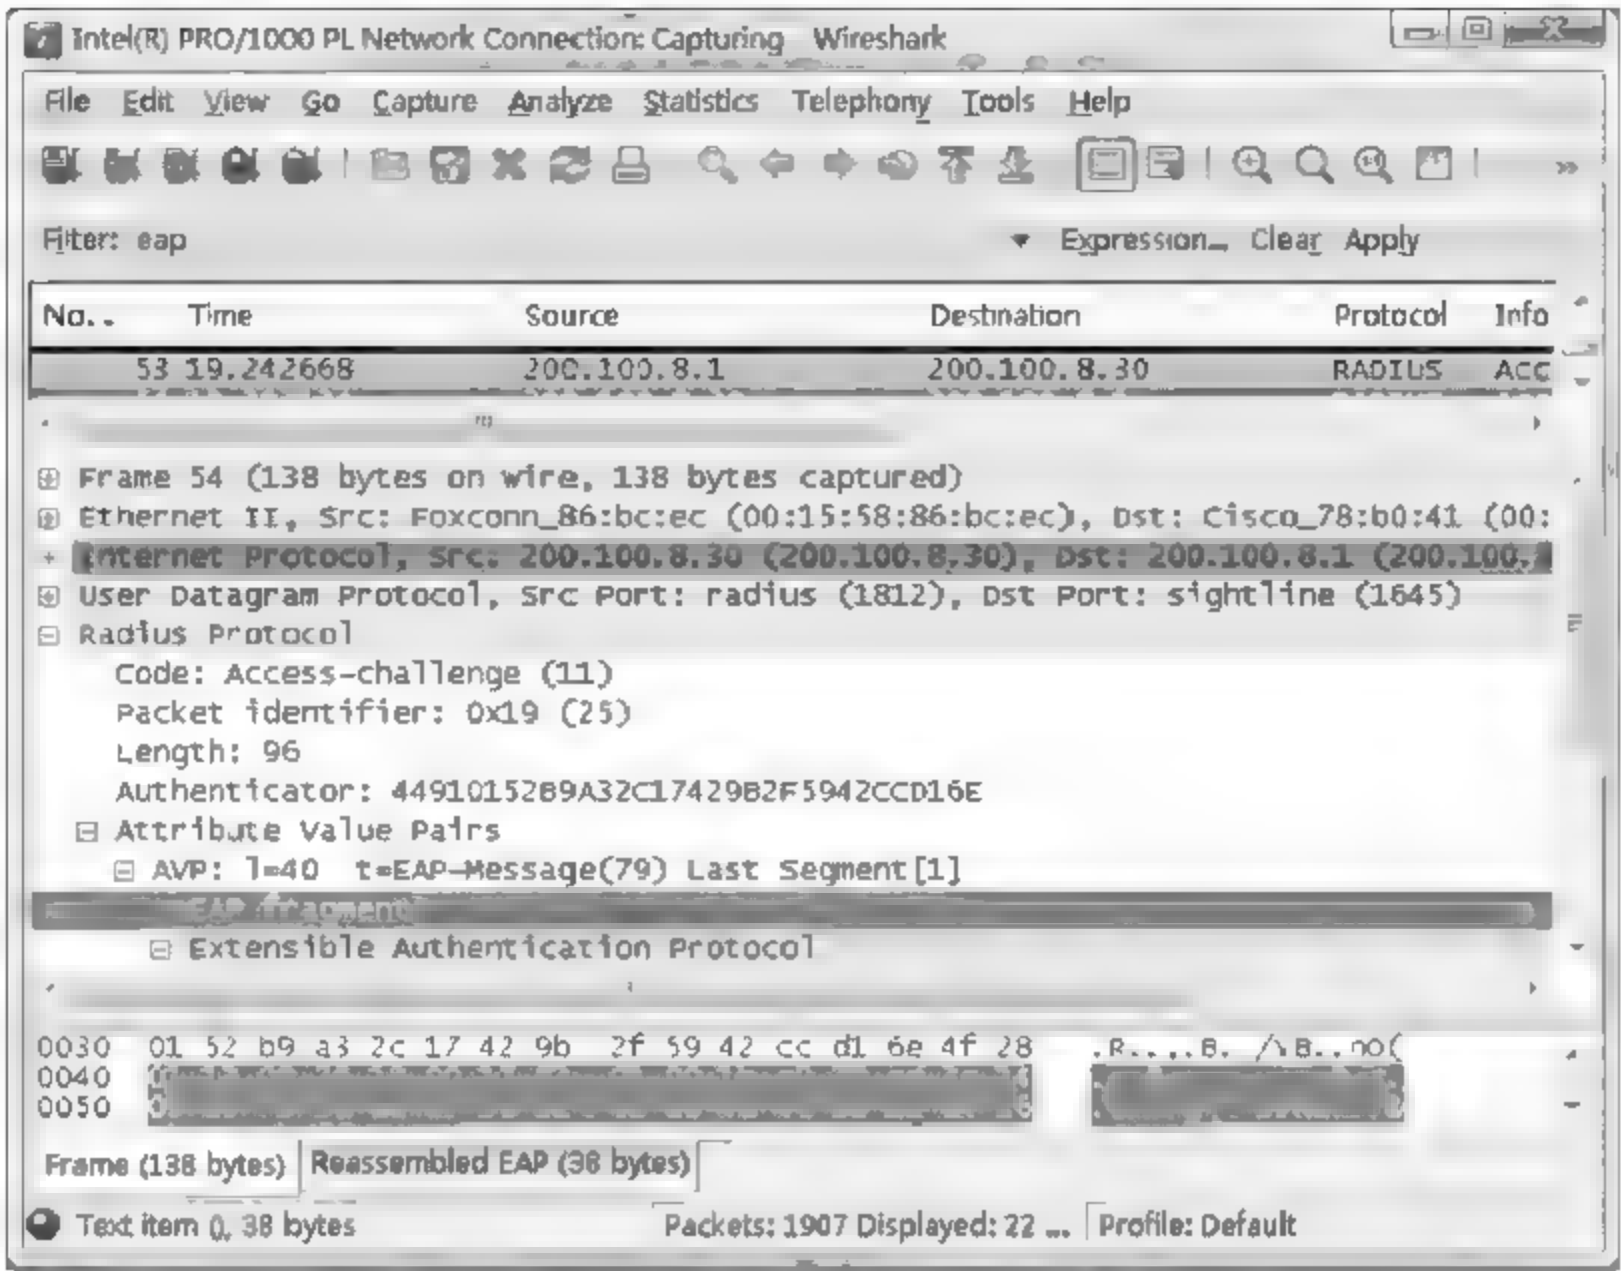 Intel(R) PRO/1000 PL Network Connection: Capturing Wireshark
File Edit View Go Capture Analyze Statistics Telephony Tools Help
Filter: eap Expression... Clear Apply
No. . Time Source Destination Protocol Info
53 19.242668 200.100.8.1 200.100.8.30 RADIUS Acc
Frame 54 (138 bytes on wire, 138 bytes captured)
Ethernet II, Src: Foxconn_86:bc:ec (00:15:58:86:bc:ec), Dst: Cisco_78:b0:41 (00:
Internet Protocol, Src: 200.100.8.30 (200.100.8.30), Dst: 200.100.8.1 (200.100.
User Datagram Protocol, Src Port: radius (1812), Dst Port: sightline (1645)
Radius Protocol
Code: Access-challenge (11)
Packet identifier: 0x19 (25)
Length: 96
Authenticator: 44910152B9A32C17429B2F5942CCD16E
Attribute Value Pairs
AVP: l=40 t=EAP-Message(79) Last Segment[1]
EAP fragment
Extensible Authentication Protocol
0030 01 52 b9 a3 2c 17 42 9b 2f 59 42 cc d1 6e 4f 28 .R..,.B. /YB..nO(
0040
0050
Frame (138 bytes) Reassembled EAP (38 bytes)
Text item (), 38 bytes Packets: 1907 Displayed: 22 ... Profile: Default